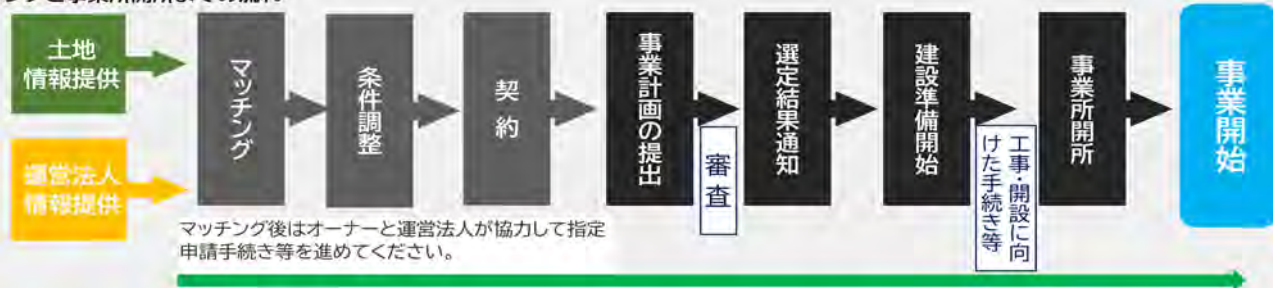 土地
情報提供
運営法人
情報提供
マッチング
条件調整
契約
事業計画の提出
審査
選定結果通知
建設準備開始
工事・開設に向
けた手続き等
事業所開所
事業開始
マッチング後はオーナーと運営法人が協力して指定
申請手続き等を進めてください。